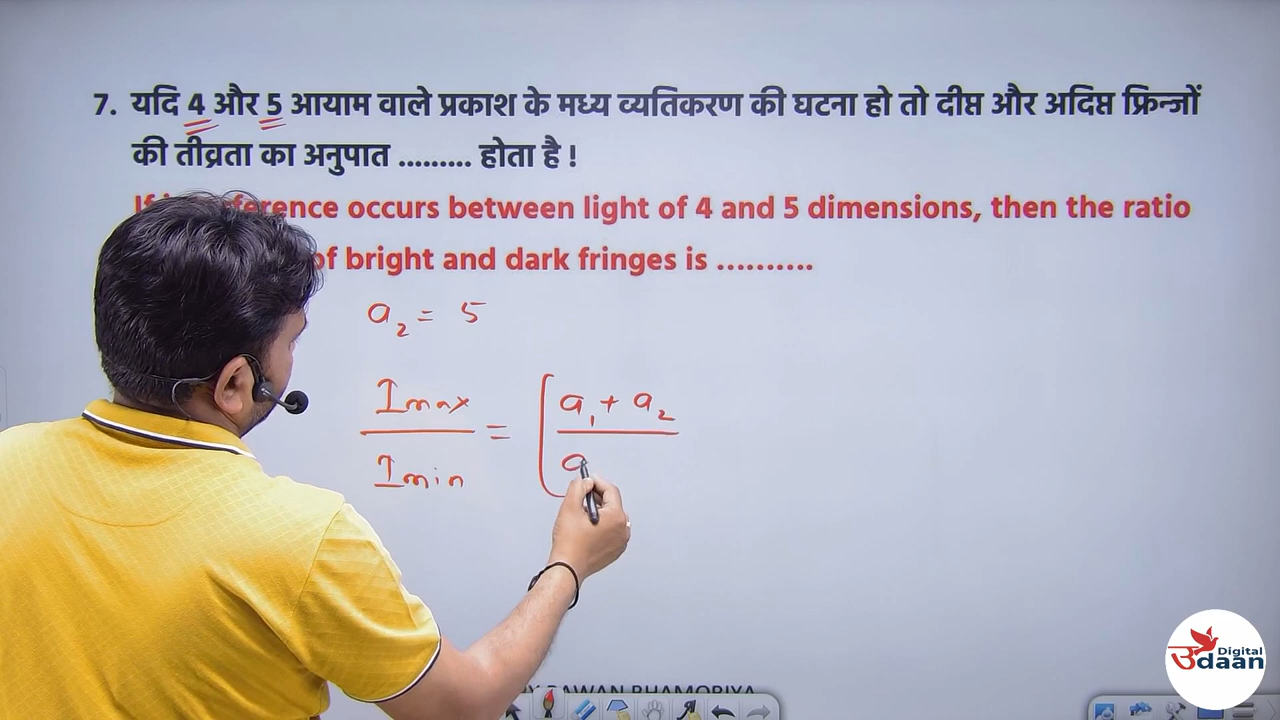 7. यदि 4 और 5 आयाम वाले प्रकाश के मध्य व्यतिकरण की घटना हो तो दीप्त और अदिप्त फ्रिन्जों
की तीव्रता का अनुपात ......... होता है !
If ference occurs between light of 4 and 5 dimensions, then the ratio
of bright and dark fringes is ..........
a₂ = 5
Imax
Imin
=
a₁ + a₂
a
Digital
उdaan